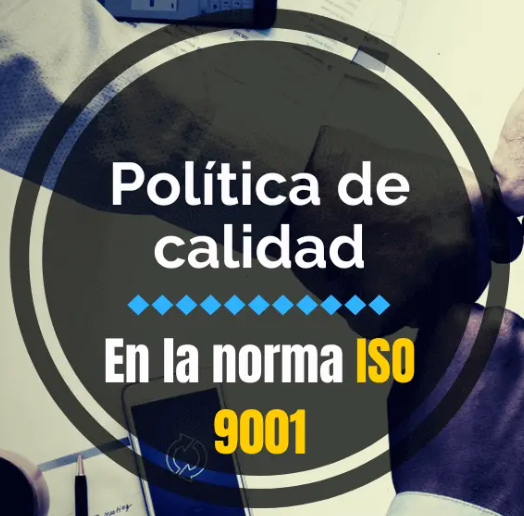 Política de
calidad
En la norma ISO
9001